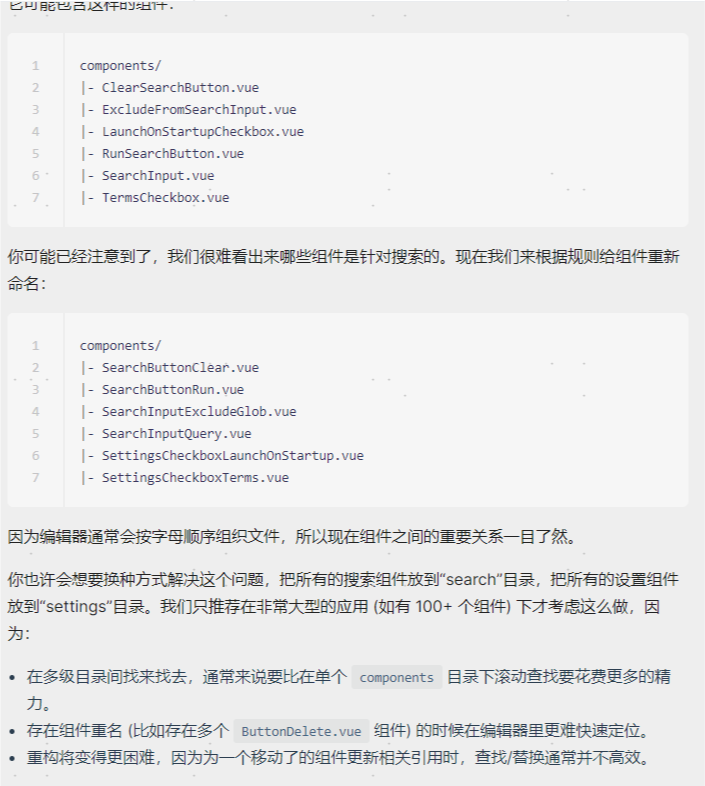 它可能包含这样的组件：
1 components/
2 |- ClearSearchButton.vue
3 |- ExcludeFromSearchInput.vue
4 |- LaunchOnStartupCheckbox.vue
5 |- RunSearchButton.vue
6 |- SearchInput.vue
7 |- TermsCheckbox.vue
你可能已经注意到了，我们很难看出来哪些组件是针对搜索的。现在我们来根据规则给组件重新
命名：
1 components/
2 |- SearchButtonClear.vue
3 |- SearchButtonRun.vue
4 |- SearchInputExcludeGlob.vue
5 |- SearchInputQuery.vue
6 |- SettingsCheckboxLaunchOnStartup.vue
7 |- SettingsCheckboxTerms.vue
因为编辑器通常会按字母顺序组织文件，所以现在组件之间的重要关系一目了然。
你也许会想要换种方式解决这个问题，把所有的搜索组件放到“search”目录，把所有的设置组件
放到“settings”目录。我们只推荐在非常大型的应用 (如有 100+ 个组件) 下才考虑这么做，因
为：
• 在多级目录间找来找去，通常来说要比在单个 components 目录下滚动查找要花费更多的精
力。
• 存在组件重名 (比如存在多个 ButtonDelete.vue 组件) 的时候在编辑器里更难快速定位。
• 重构将变得更困难，因为为一个移动了的组件更新相关引用时，查找/替换通常并不高效。